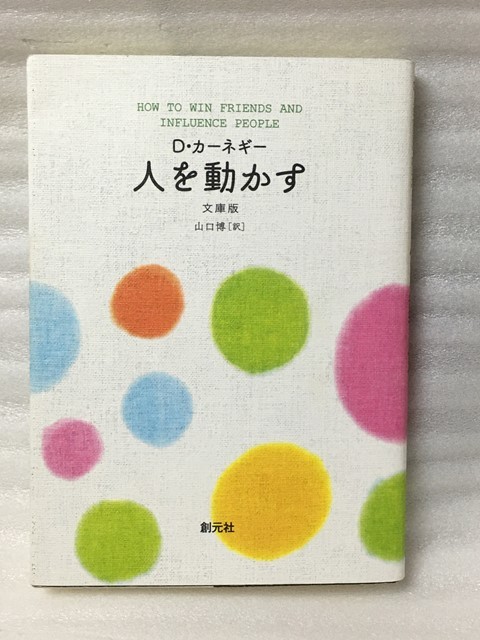 HOW TO WIN FRIENDS AND
INFLUENCE PEOPLE
D・カーネギー
人を動かす
文庫版
山口博[訳]
創元社